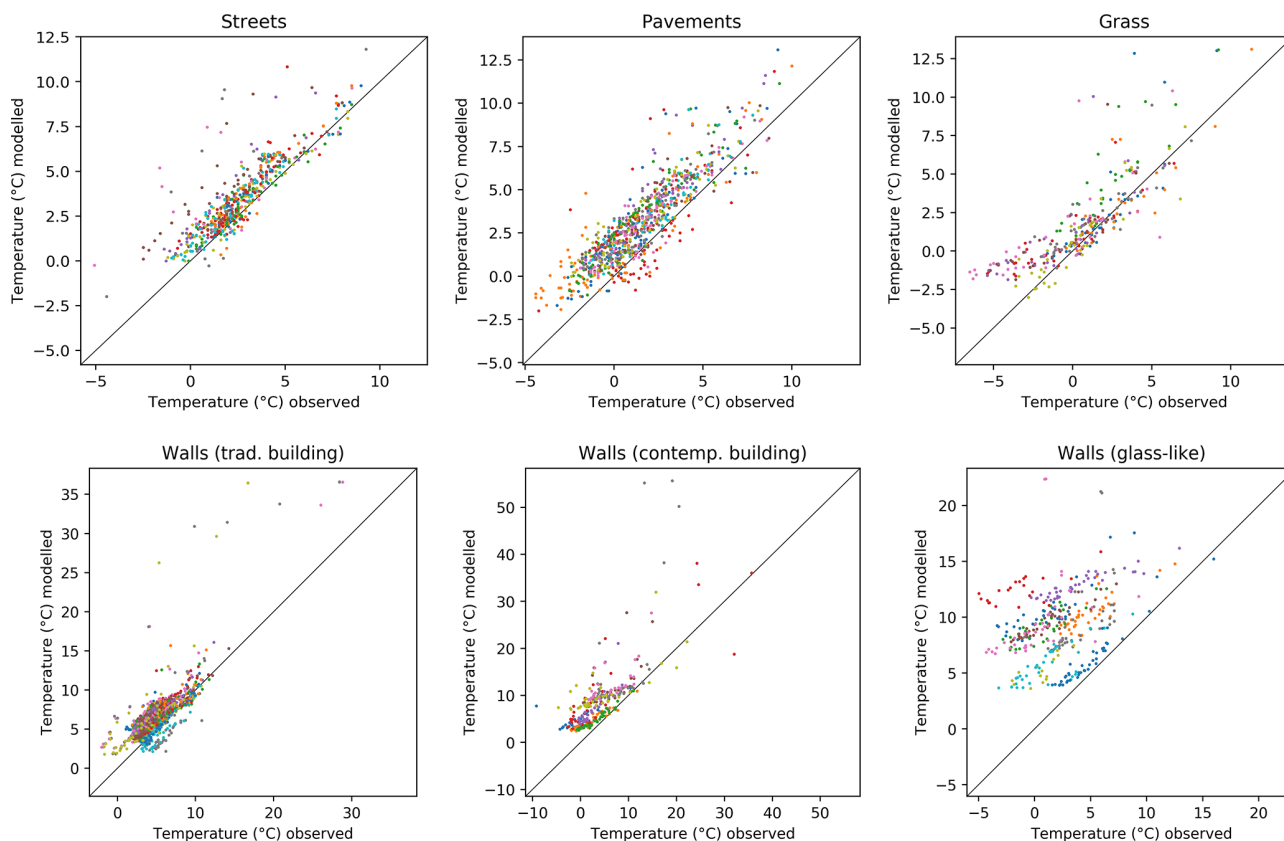 Streets
Temperature (°C) modelled
12.5
10.0
7.5
5.0
2.5
0.0
−2.5
−5.0
−5 0 5 10
Temperature (°C) observed
Pavements
Temperature (°C) modelled
12.5
10.0
7.5
5.0
2.5
0.0
−2.5
−5.0
−5 0 5 10
Temperature (°C) observed
Grass
Temperature (°C) modelled
12.5
10.0
7.5
5.0
2.5
0.0
−2.5
−5.0
−5 0 5 10
Temperature (°C) observed
Walls (trad. building)
Temperature (°C) modelled
35
30
25
20
15
10
5
0
0 10 20 30
Temperature (°C) observed
Walls (contemp. building)
Temperature (°C) modelled
50
40
30
20
10
0
−10
−10 0 10 20 30 40 50
Temperature (°C) observed
Walls (glass-like)
Temperature (°C) modelled
20
15
10
5
0
−5
−5 0 5 10 15 20
Temperature (°C) observed